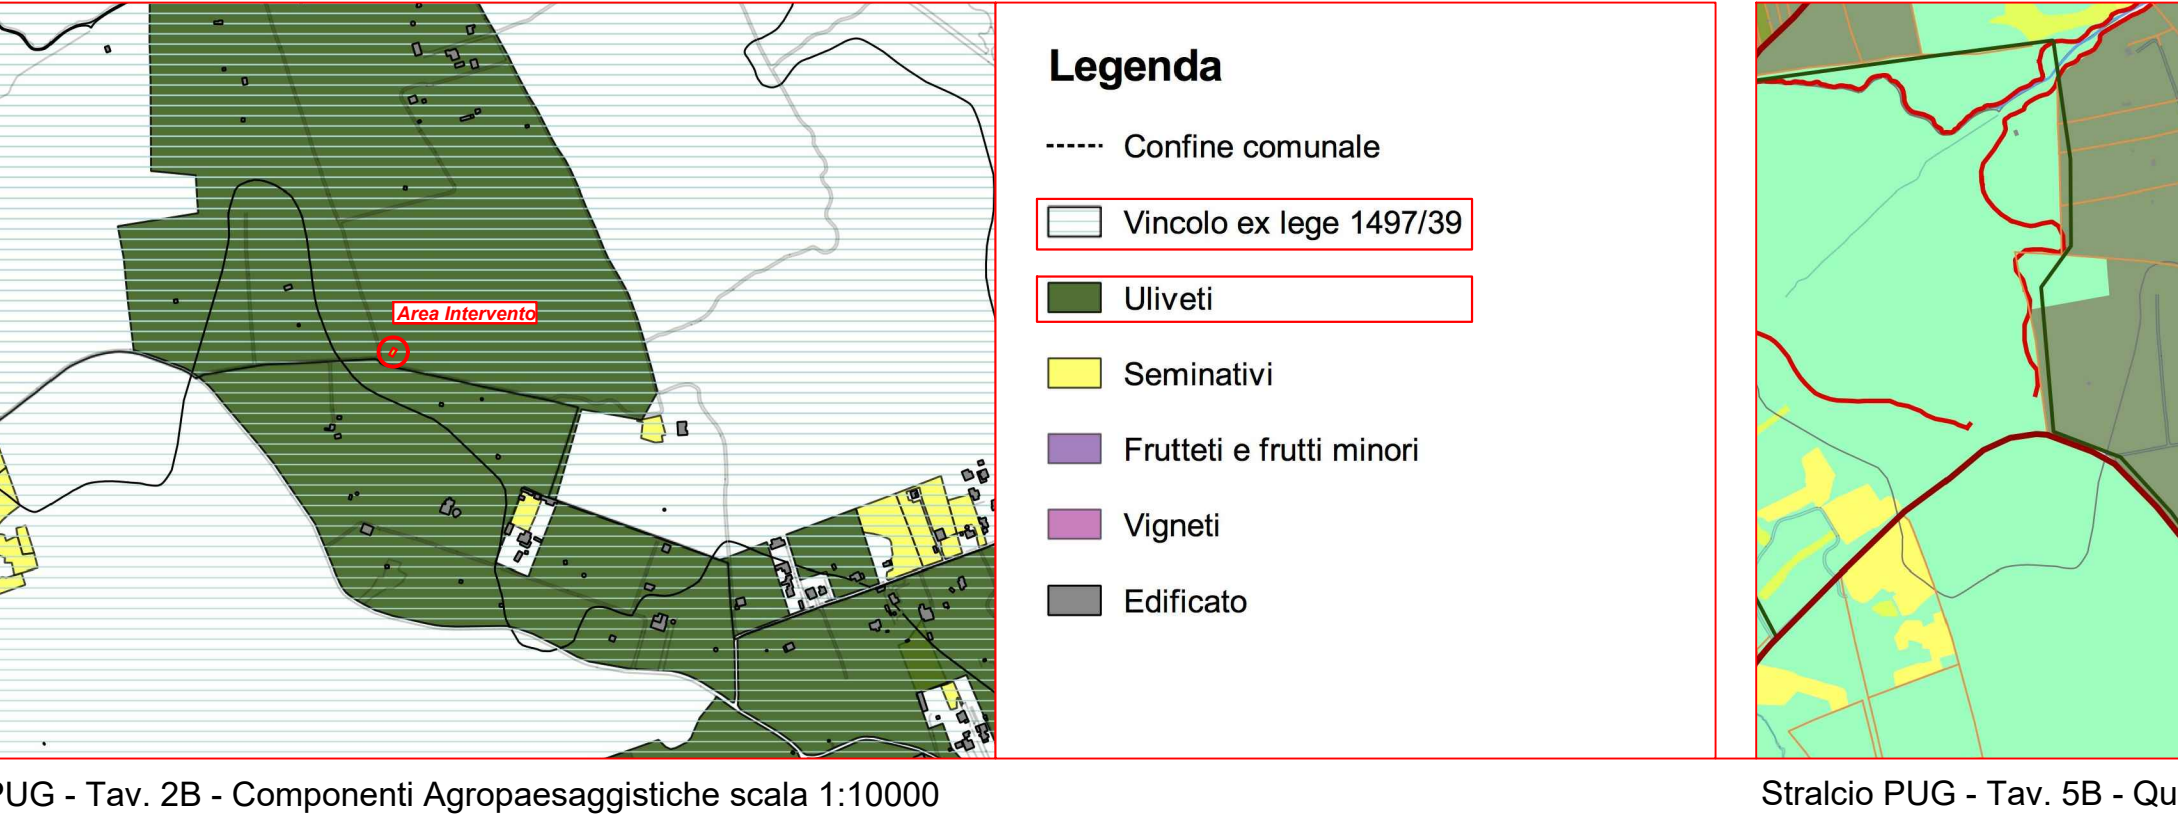 Area Intervento
Legenda
Confine comunale
Vincolo ex lege 1497/39
Uliveti
Seminativi
Frutteti e frutti minori
Vigneti
Edificato
PUG - Tav. 2B - Componenti Agropaesaggistiche scala 1:10000
Stralcio PUG - Tav. 5B - Qu